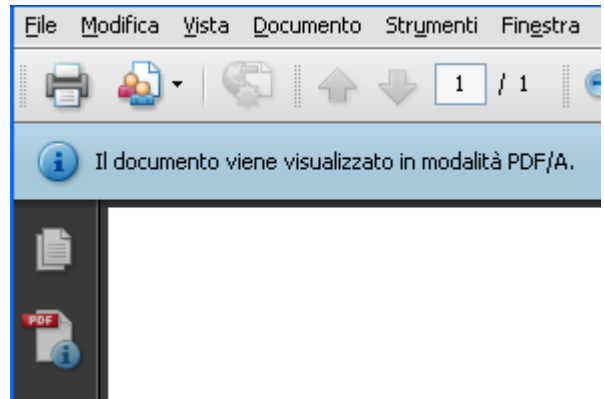 File Modifica Vista Documento Strumenti Finestra
1 / 1
Il documento viene visualizzato in modalità PDF/A.
PDF